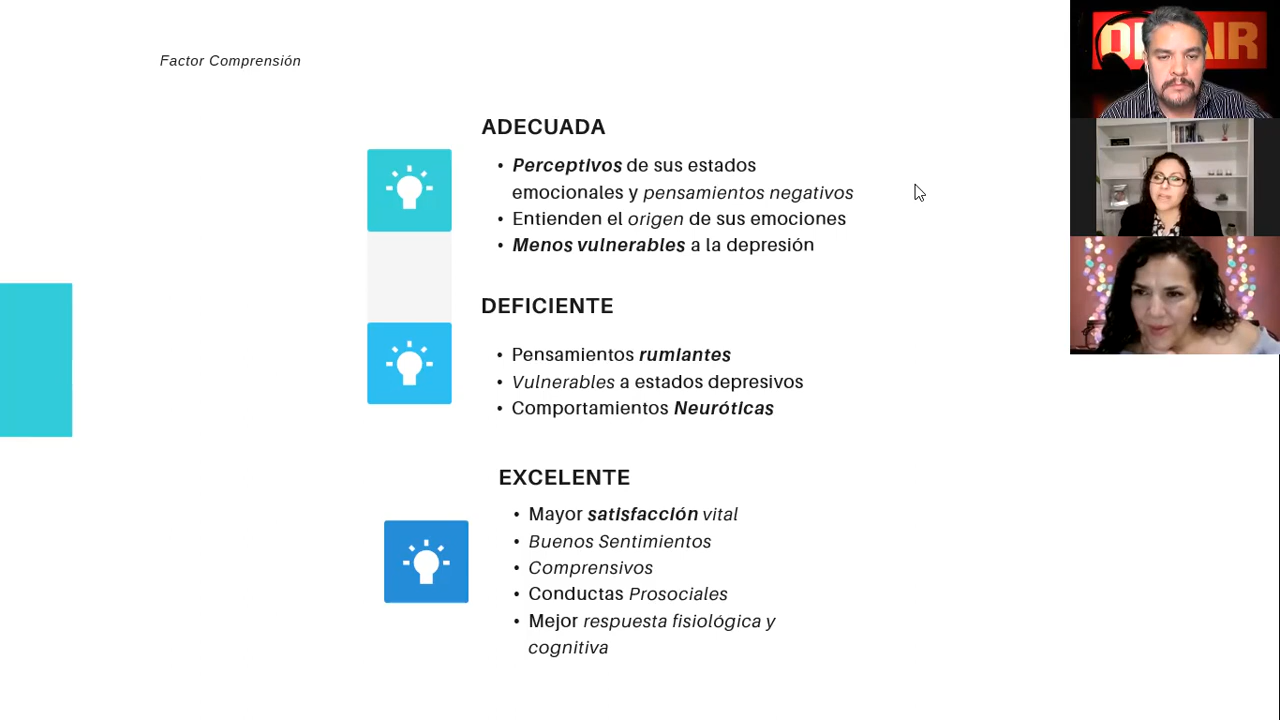 Factor Comprensión
ADECUADA
• Perceptivos de sus estados
emocionales y pensamientos negativos
• Entienden el origen de sus emociones
• Menos vulnerables a la depresión
DEFICIENTE
• Pensamientos rumiantes
• Vulnerables a estados depresivos
• Comportamientos Neuróticas
EXCELENTE
• Mayor satisfacción vital
• Buenos Sentimientos
• Comprensivos
• Conductas Prosociales
• Mejor respuesta fisiológica y
cognitiva